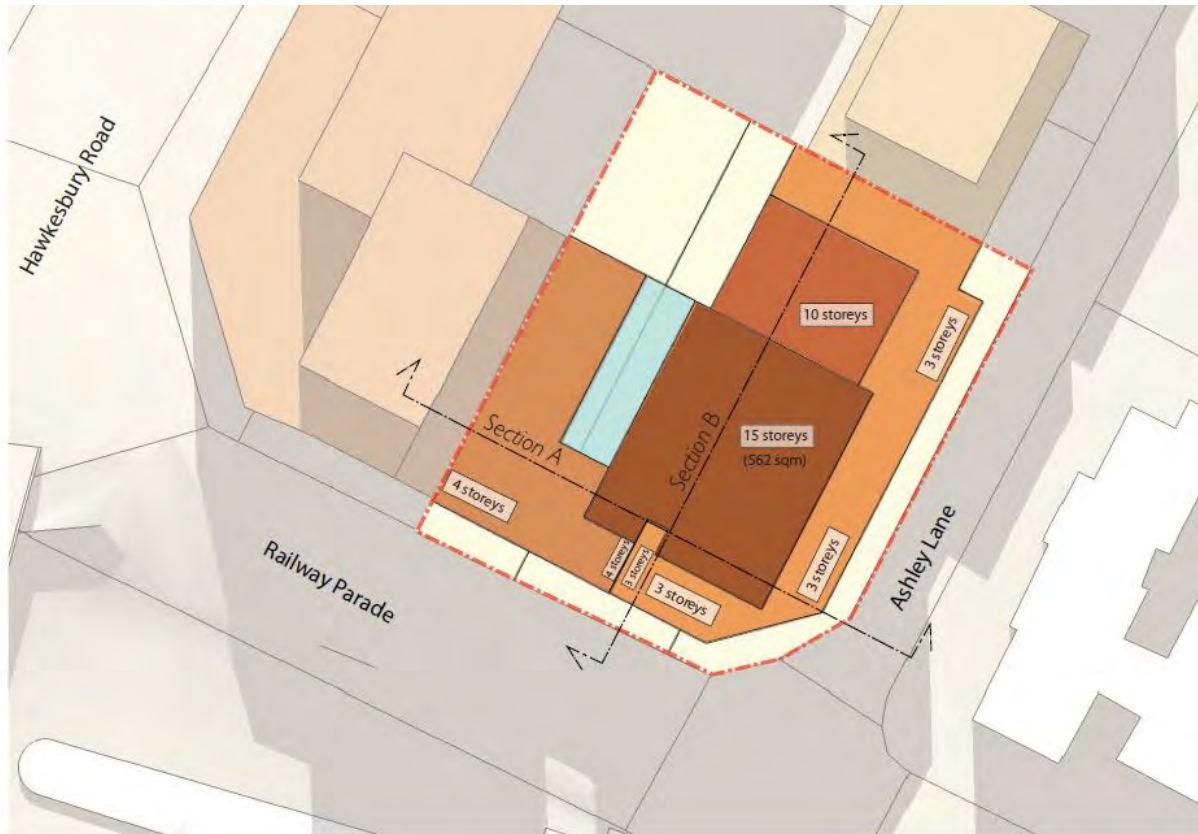 Hawkesbury Road
10 storeys
3 storeys
Section A
Section B
15 storeys
(562 sqm)
4 storeys
Railway Parade
4 storeys
3 storeys
3 storeys
3 storeys
Ashley Lane